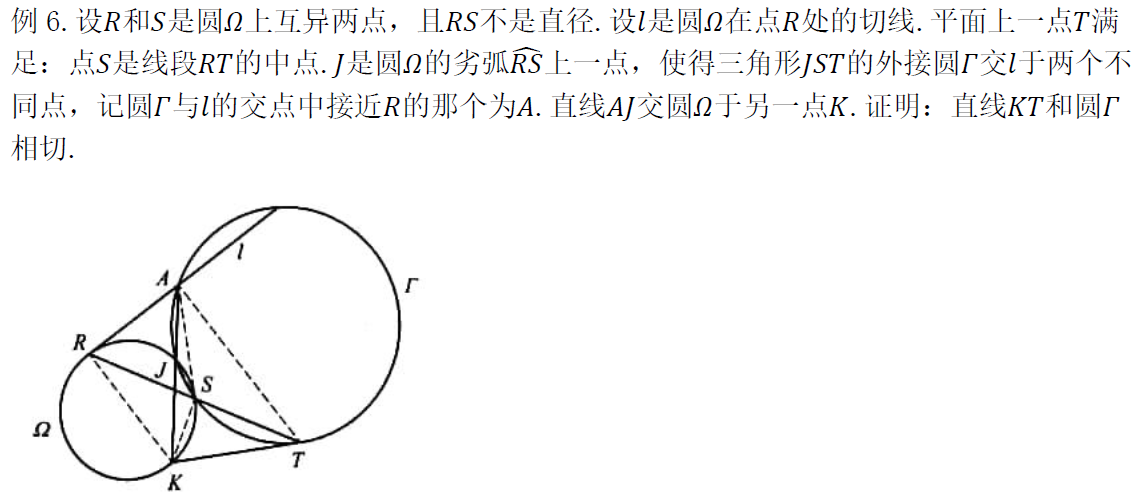 例 6. 设R和S是圆Ω上互异两点，且RS不是直径. 设l是圆Ω在点R处的切线. 平面上一点T满
足：点S是线段RT的中点. J是圆Ω的劣弧R͡S上一点，使得三角形JST的外接圆Γ交l于两个不
同点，记圆Γ与l的交点中接近R的那个为A. 直线AJ交圆Ω于另一点K. 证明：直线KT和圆Γ
相切.
l
A
Γ
R
J
S
Ω
T
K